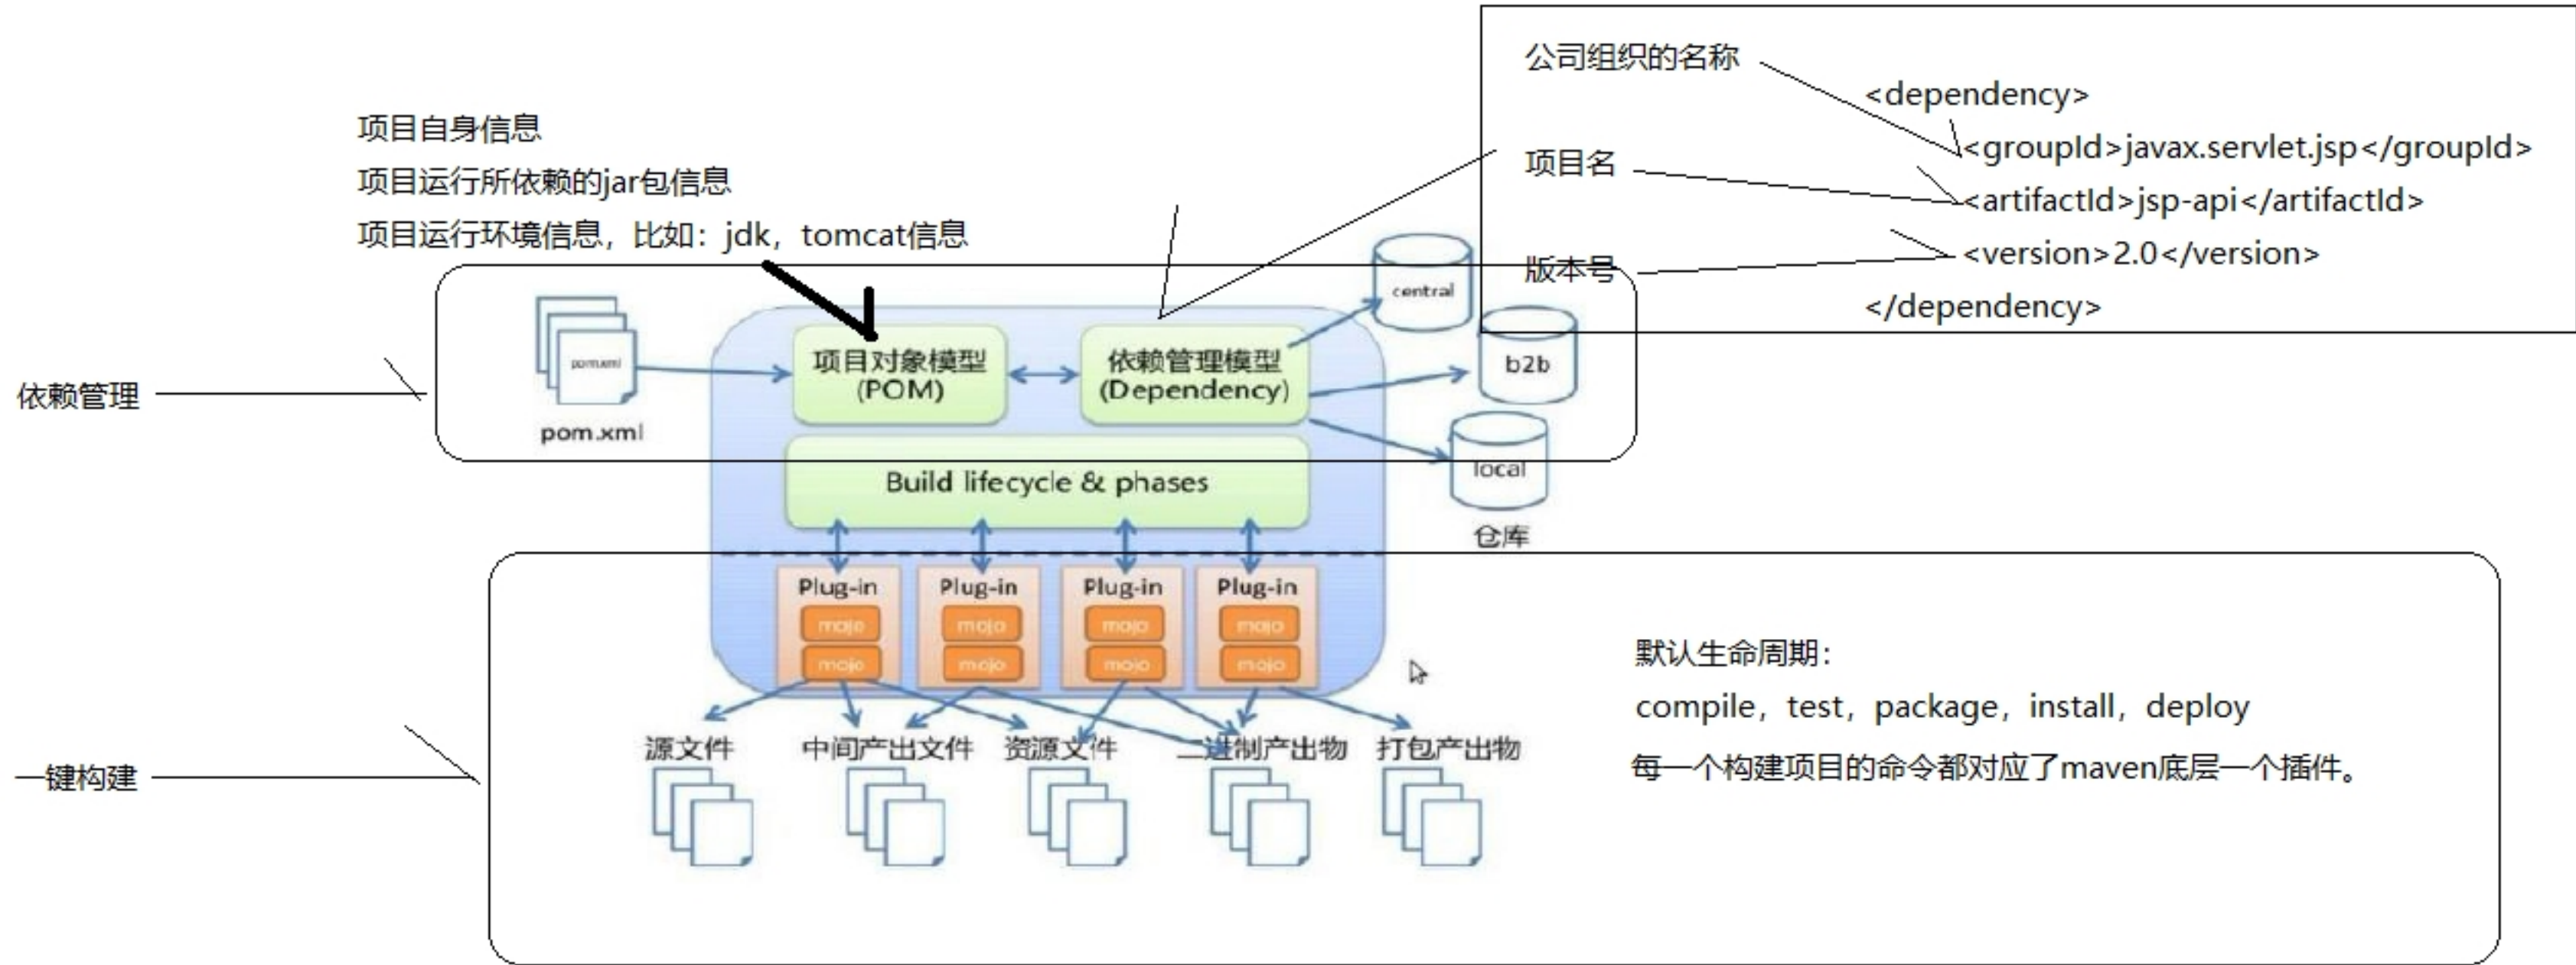 公司组织的名称
<dependency>
项目自身信息
<groupId>javax.servlet.jsp</groupId>
项目名
项目运行所依赖的jar包信息
<artifactId>jsp-api</artifactId>
项目运行环境信息，比如：jdk，tomcat信息
<version>2.0</version>
版本号
central
</dependency>
项目对象模型
(POM)
依赖管理模型
(Dependency)
pom.xml
b2b
依赖管理
pom.xml
local
Build lifecycle & phases
仓库
Plug-in
Plug-in
Plug-in
Plug-in
mojo
mojo
mojo
mojo
mojo
mojo
mojo
mojo
默认生命周期：
compile，test，package，install，deploy
源文件
中间产出文件
资源文件
二进制产出物
打包产出物
一键构建
每一个构建项目的命令都对应了maven底层一个插件。